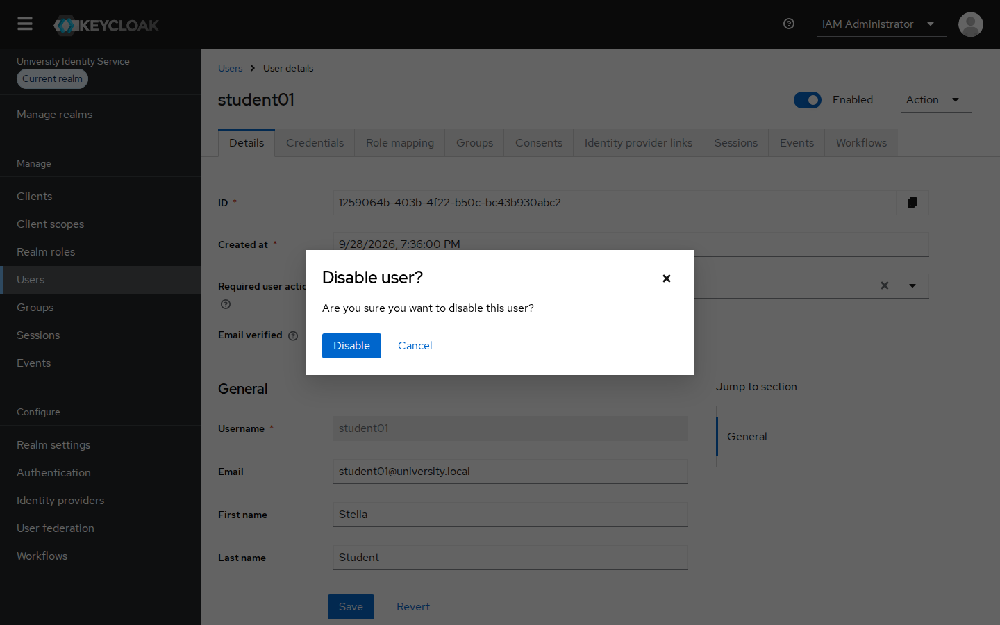 KEYCLOAK
IAM Administrator
University Identity Service
Current realm
Manage realms
Manage
Clients
Client scopes
Realm roles
Users
Groups
Sessions
Events
Configure
Realm settings
Authentication
Identity providers
User federation
Workflows
Users
User details
student01
Enabled
Action
Details
Credentials
Role mapping
Groups
Consents
Identity provider links
Sessions
Events
Workflows
ID *
1259064b-403b-4f22-b50c-bc43b930abc2
Created at *
9/28/2026, 7:36:00 PM
Required user actio
Email verified
Disable user?
Are you sure you want to disable this user?
Disable
Cancel
General
Jump to section
General
Username *
student01
Email
student01@university.local
First name
Stella
Last name
Student
Save
Revert